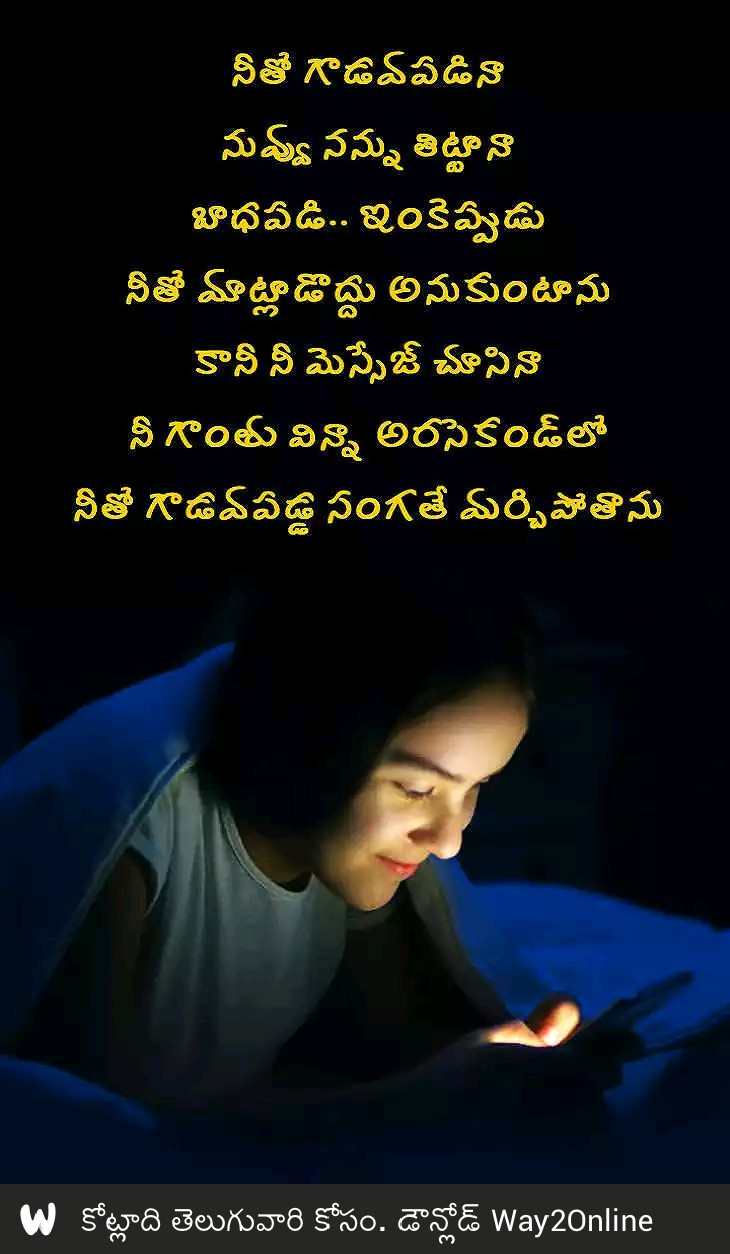 నీతో గొడవపడినా
నువ్వు నన్ను తిట్టానా
బాధపడి.. ఇంకెప్పుడు
నీతో మాట్లాడొద్దు అనుకుంటాను
కానీ నీ మెస్సేజ్ చూసినా
నీ గొంతు విన్నా అరసెకండ్‌లో
నీతో గొడవపడ్డ సంగతే మర్చిపోతాను
W కోట్లాది తెలుగువారి కోసం. డౌన్లోడ్ Way2Online